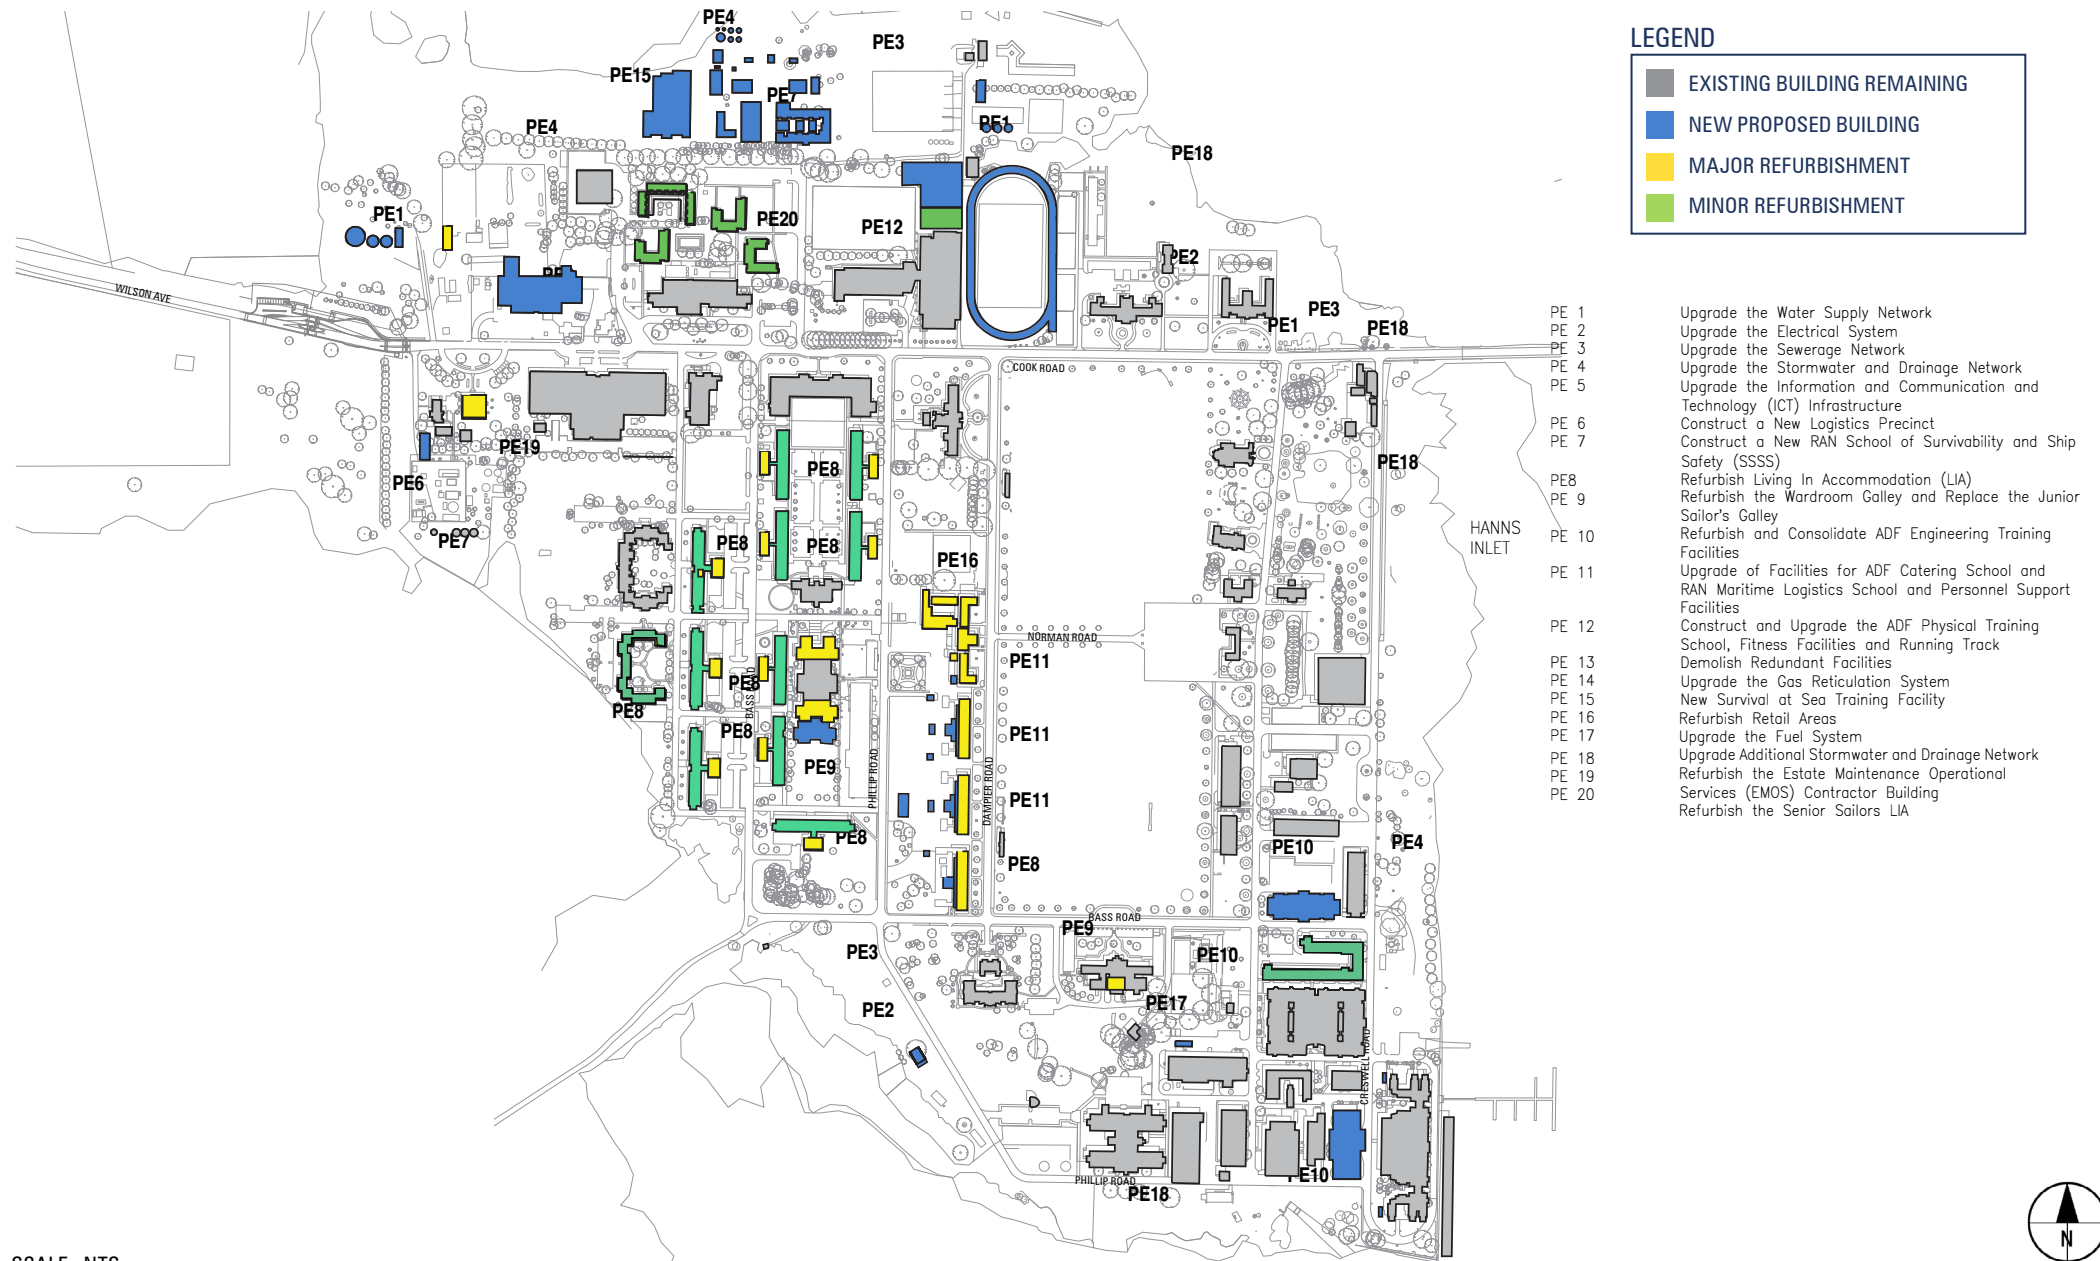 PE4
PE3
PE15
PE7
PE4
PE1
PE18
PE1
PE20
PE12
PE2
WILSON AVE
PE3
PE1
PE18
COOK ROAD
PE19
PE8
PE18
PE6
PE7
PE8
PE8
PE16
HANNS
INLET
NORMAN ROAD
PE11
PE8
BASS ROAD
PE8
PE8
PE11
PE9
PHILLIP ROAD
DAMPIER ROAD
PE11
PE8
PE8
PE10
PE4
BASS ROAD
PE9
PE3
PE10
PE17
PE2
CRESWELL ROAD
PE10
PHILLIP ROAD
PE18
LEGEND
EXISTING BUILDING REMAINING
NEW PROPOSED BUILDING
MAJOR REFURBISHMENT
MINOR REFURBISHMENT
PE 1 Upgrade the Water Supply Network
PE 2 Upgrade the Electrical System
PE 3 Upgrade the Sewerage Network
PE 4 Upgrade the Stormwater and Drainage Network
PE 5 Upgrade the Information and Communication and
Technology (ICT) Infrastructure
PE 6 Construct a New Logistics Precinct
PE 7 Construct a New RAN School of Survivability and Ship
Safety (SSSS)
PE8 Refurbish Living In Accommodation (LIA)
PE 9 Refurbish the Wardroom Galley and Replace the Junior
Sailor's Galley
PE 10 Refurbish and Consolidate ADF Engineering Training
Facilities
PE 11 Upgrade of Facilities for ADF Catering School and
RAN Maritime Logistics School and Personnel Support
Facilities
PE 12 Construct and Upgrade the ADF Physical Training
School, Fitness Facilities and Running Track
PE 13 Demolish Redundant Facilities
PE 14 Upgrade the Gas Reticulation System
PE 15 New Survival at Sea Training Facility
PE 16 Refurbish Retail Areas
PE 17 Upgrade the Fuel System
PE 18 Upgrade Additional Stormwater and Drainage Network
PE 19 Refurbish the Estate Maintenance Operational
PE 20 Services (EMOS) Contractor Building
Refurbish the Senior Sailors LIA
N